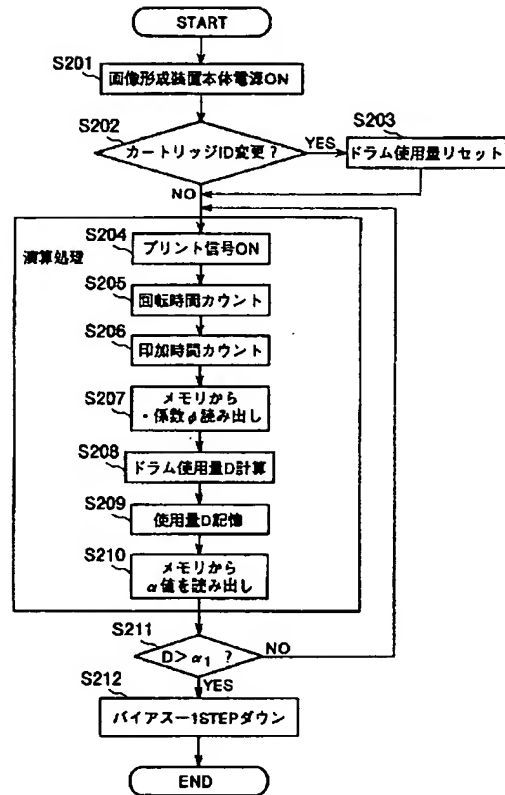 START
S201
画像形成装置本体電源ON
S202
カートリッジID変更?
YES
S203
ドラム使用量リセット
NO
演算処理
S204
プリント信号ON
S205
回転時間カウント
S206
印加時間カウント
S207
メモリから
・係数φ読み出し
S208
ドラム使用量D計算
S209
使用量D記憶
S210
メモリから
α値を読み出し
S211
D>α1 ?
NO
YES
S212
バイアスー1STEPダウン
END